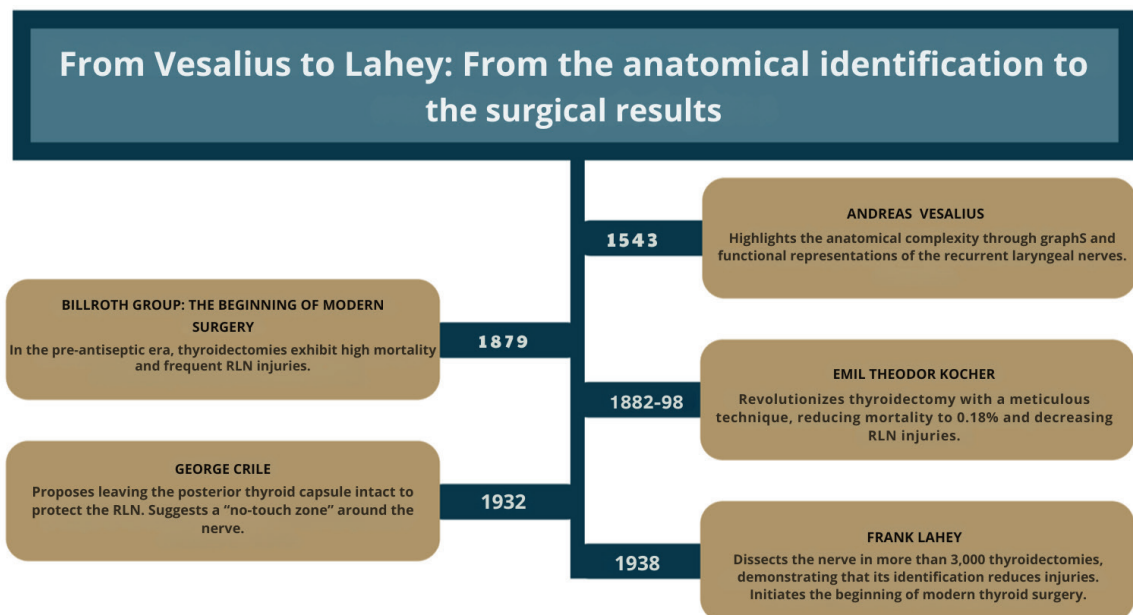 From Vesalius to Lahey: From the anatomical identification to
the surgical results
1543
ANDREAS VESALIUS
Highlights the anatomical complexity through graphS and
functional representations of the recurrent laryngeal nerves.
BILLROTH GROUP: THE BEGINNING OF MODERN
SURGERY
In the pre-antiseptic era, thyroidectomies exhibit high mortality
and frequent RLN injuries.
1879
1882-98
EMIL THEODOR KOCHER
Revolutionizes thyroidectomy with a meticulous
technique, reducing mortality to 0.18% and decreasing
RLN injuries.
GEORGE CRILE
Proposes leaving the posterior thyroid capsule intact to
protect the RLN. Suggests a “no-touch zone” around the
nerve.
1932
1938
FRANK LAHEY
Dissects the nerve in more than 3,000 thyroidectomies,
demonstrating that its identification reduces injuries.
Initiates the beginning of modern thyroid surgery.